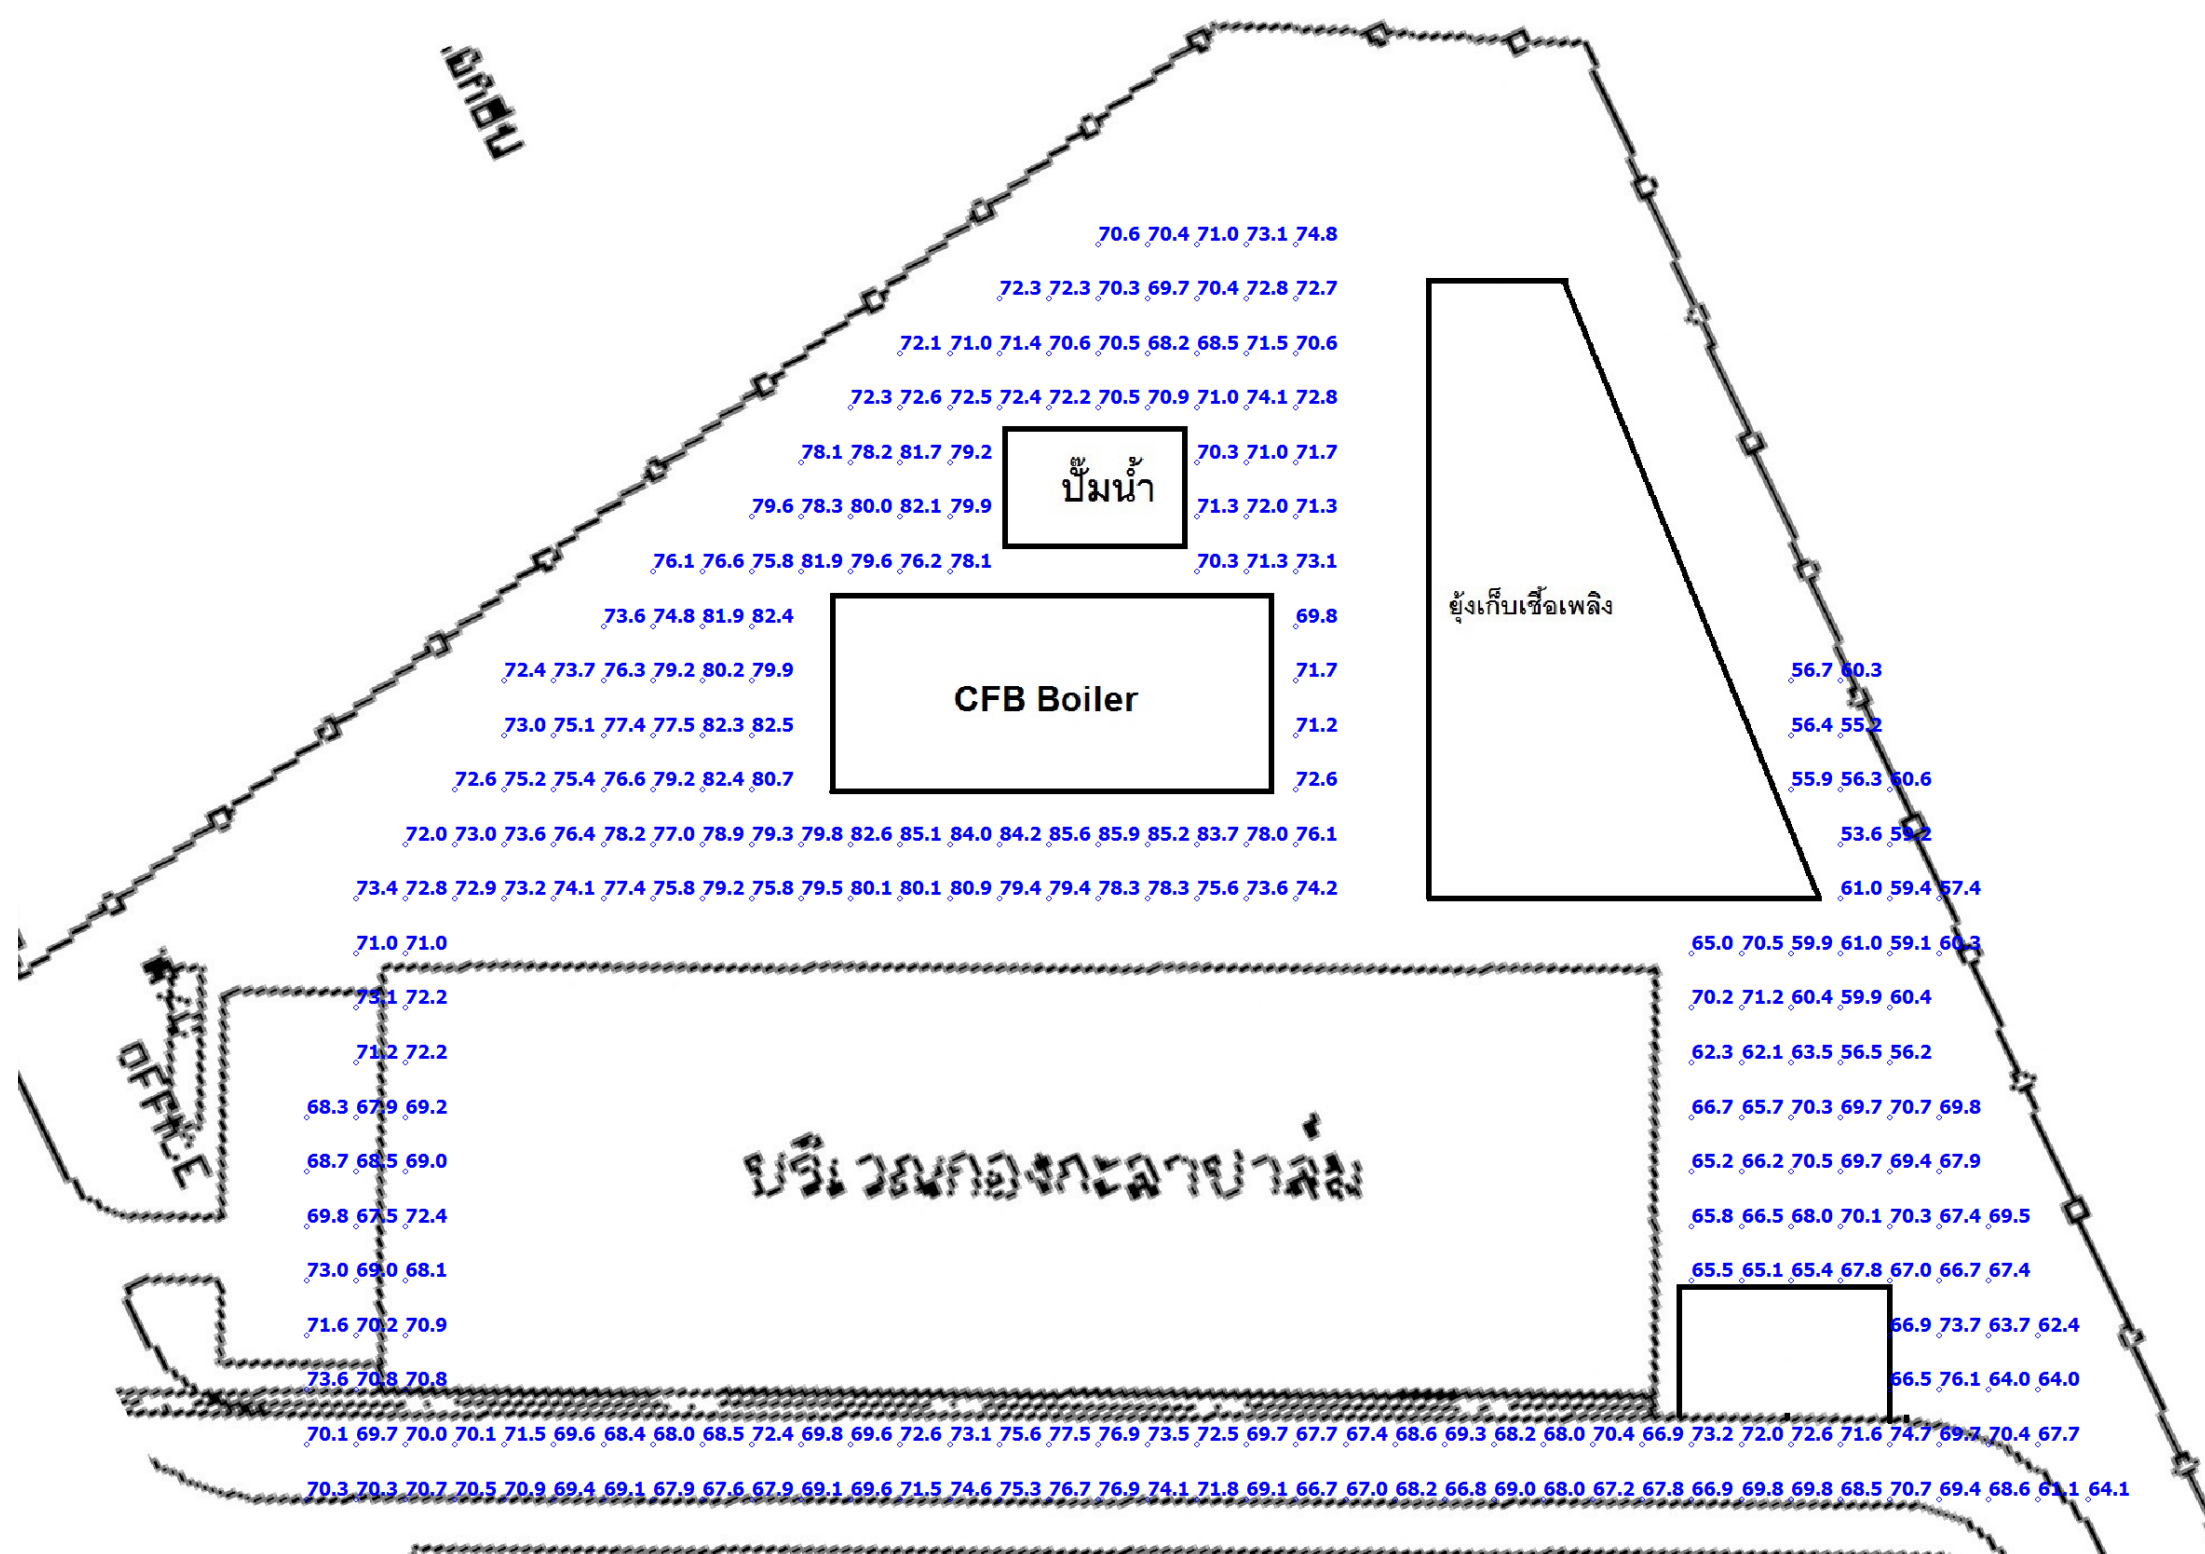 70.6 70.4 71.0 73.1 74.8
72.3 72.3 70.3 69.7 70.4 72.8 72.7
72.1 71.0 71.4 70.6 70.5 68.2 68.5 71.5 70.6
72.3 72.6 72.5 72.4 72.2 70.5 70.9 71.0 74.1 72.8
78.1 78.2 81.7 79.2 70.3 71.0 71.7
ปั๊มน้ำ
79.6 78.3 80.0 82.1 79.9 71.3 72.0 71.3
76.1 76.6 75.8 81.9 79.6 76.2 78.1 70.3 71.3 73.1
ยุ้งเก็บเชื้อเพลิง
73.6 74.8 81.9 82.4 69.8
72.4 73.7 76.3 79.2 80.2 79.9 71.7 56.7 60.3
CFB Boiler
73.0 75.1 77.4 77.5 82.3 82.5 71.2 56.4 55.2
72.6 75.2 75.4 76.6 79.2 82.4 80.7 72.6 55.9 56.3 60.6
72.0 73.0 73.6 76.4 78.2 77.0 78.9 79.3 79.8 82.6 85.1 84.0 84.2 85.6 85.9 85.2 83.7 78.0 76.1 53.6 59.2
73.4 72.8 72.9 73.2 74.1 77.4 75.8 79.2 75.8 79.5 80.1 80.1 80.9 79.4 79.4 78.3 78.3 75.6 73.6 74.2 61.0 59.4 57.4
71.0 71.0 65.0 70.5 59.9 61.0 59.1 60.3
73.1 72.2 70.2 71.2 60.4 59.9 60.4
71.2 72.2 62.3 62.1 63.5 56.5 56.2
OFFICE
68.3 67.9 69.2 66.7 65.7 70.3 69.7 70.7 69.8
68.7 68.5 69.0 65.2 66.2 70.5 69.7 69.4 67.9
บริเวณกองกะลาปาล์ม
69.8 67.5 72.4 65.8 66.5 68.0 70.1 70.3 67.4 69.5
73.0 69.0 68.1 65.5 65.1 65.4 67.8 67.0 66.7 67.4
71.6 70.2 70.9 66.9 73.7 63.7 62.4
73.6 70.8 70.8 66.5 76.1 64.0 64.0
70.1 69.7 70.0 70.1 71.5 69.6 68.4 68.0 68.5 72.4 69.8 69.6 72.6 73.1 75.6 77.5 76.9 73.5 72.5 69.7 67.7 67.4 68.6 69.3 68.2 68.0 70.4 66.9 73.2 72.0 72.6 71.6 74.7 69.7 70.4 67.7
70.3 70.3 70.7 70.5 70.9 69.4 69.1 67.9 67.6 67.9 69.1 69.6 71.5 74.6 75.3 76.7 76.9 74.1 71.8 69.1 66.7 67.0 68.2 66.8 69.0 68.0 67.2 67.8 66.9 69.8 69.8 68.5 70.7 69.4 68.6 61.1 64.1